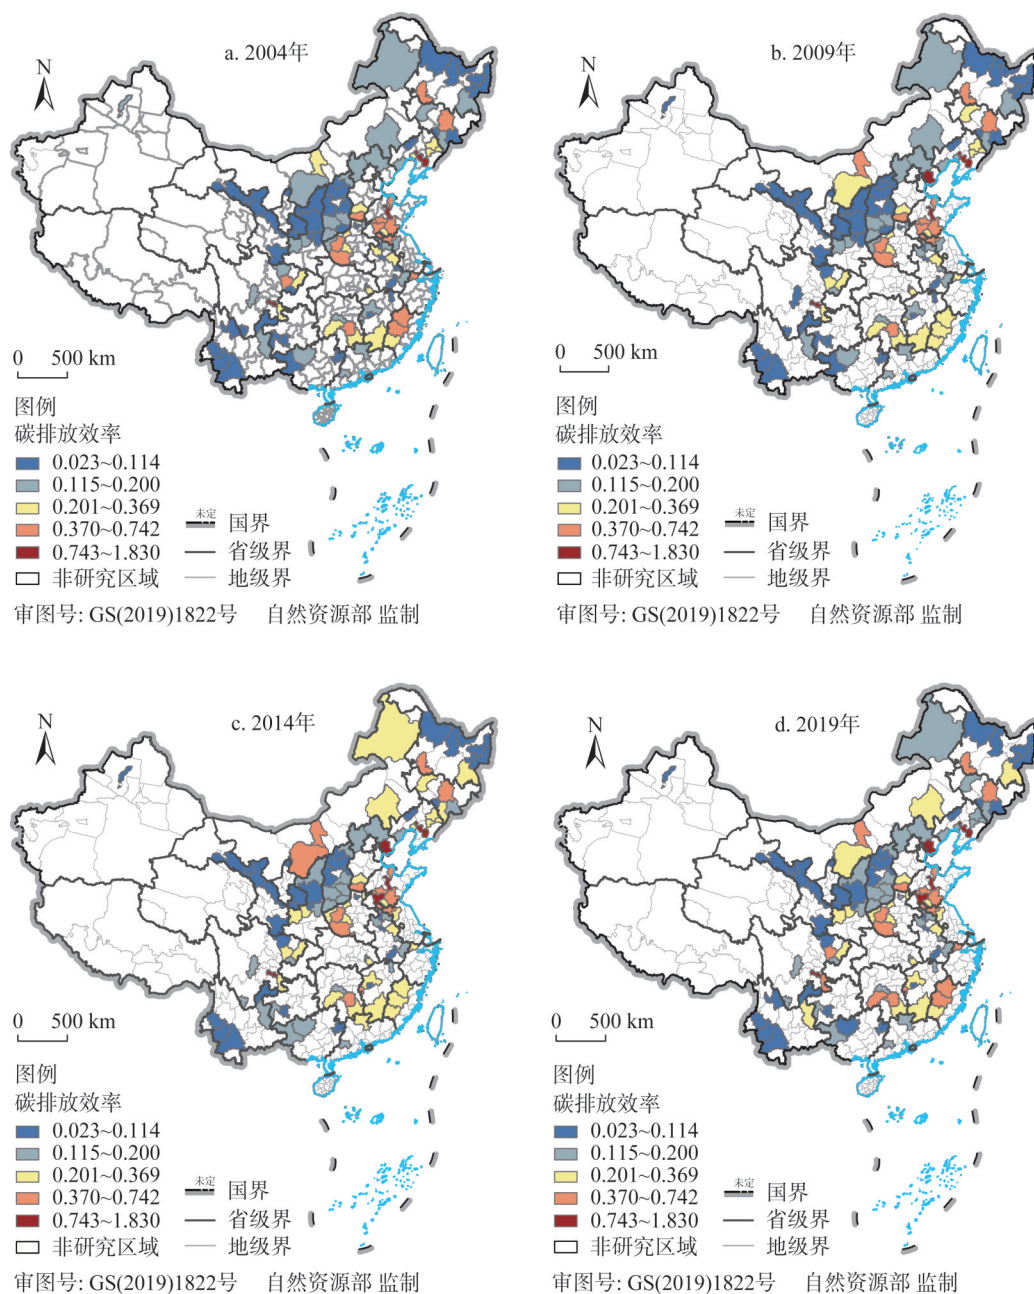 a. 2004年
N
0 500 km
图例
碳排放效率
0.023~0.114
0.115~0.200
0.201~0.369
0.370~0.742
0.743~1.830
非研究区域
未定
国界
省级界
地级界
审图号: GS(2019)1822号 自然资源部 监制
b. 2009年
N
0 500 km
图例
碳排放效率
0.023~0.114
0.115~0.200
0.201~0.369
0.370~0.742
0.743~1.830
非研究区域
未定
国界
省级界
地级界
审图号: GS(2019)1822号 自然资源部 监制
c. 2014年
N
0 500 km
图例
碳排放效率
0.023~0.114
0.115~0.200
0.201~0.369
0.370~0.742
0.743~1.830
非研究区域
未定
国界
省级界
地级界
审图号: GS(2019)1822号 自然资源部 监制
d. 2019年
N
0 500 km
图例
碳排放效率
0.023~0.114
0.115~0.200
0.201~0.369
0.370~0.742
0.743~1.830
非研究区域
未定
国界
省级界
地级界
审图号: GS(2019)1822号 自然资源部 监制